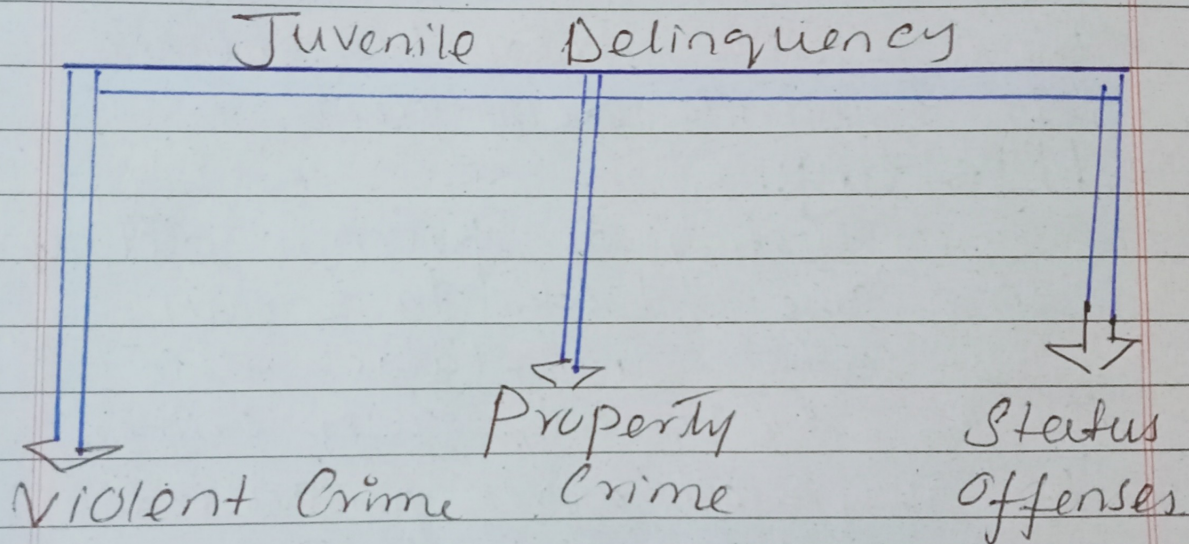 Juvenile Delinquency
Property
Crime
Status
Offenses
Violent Crime